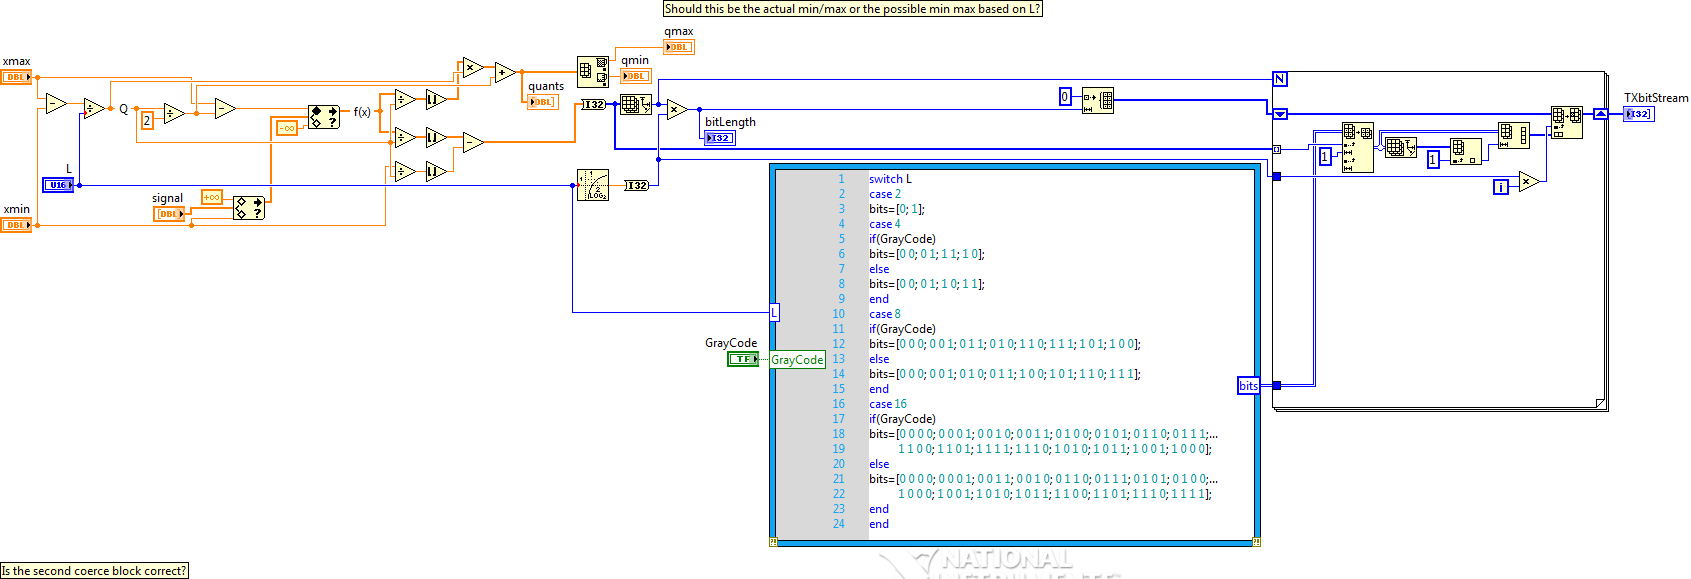 Should this be the actual min/max or the possible min max based on L?
qmax
DBL
xmax
DBL
qmin
DBL
quants
DBL
Q
2
f(x)
-∞
I32
N
0
TXbitStream
I32
bitLength
I32
1
1
i
L
U16
LOG₂
I32
signal
+∞
DBL
xmin
DBL
1 switch L
2 case 2
3 bits=[0; 1];
4 case 4
5 if(GrayCode)
6 bits=[0 0; 0 1; 1 1; 1 0];
7 else
8 bits=[0 0; 0 1; 1 0; 1 1];
9 end
10 case 8
11 if(GrayCode)
12 bits=[0 0 0; 0 0 1; 0 1 1; 0 1 0; 1 1 0; 1 1 1; 1 0 1; 1 0 0];
13 else
14 bits=[0 0 0; 0 0 1; 0 1 0; 0 1 1; 1 0 0; 1 0 1; 1 1 0; 1 1 1];
15 end
16 case 16
17 if(GrayCode)
18 bits=[0 0 0 0; 0 0 0 1; 0 0 1 0; 0 0 1 1; 0 1 0 0; 0 1 0 1; 0 1 1 0; 0 1 1 1;...
19 1 1 0 0; 1 1 0 1; 1 1 1 1; 1 1 1 0; 1 0 1 0; 1 0 1 1; 1 0 0 1; 1 0 0 0];
20 else
21 bits=[0 0 0 0; 0 0 0 1; 0 0 1 1; 0 0 1 0; 0 1 1 0; 0 1 1 1; 0 1 0 1; 0 1 0 0;...
22 1 0 0 0; 1 0 0 1; 1 0 1 0; 1 0 1 1; 1 1 0 0; 1 1 0 1; 1 1 1 0; 1 1 1 1];
23 end
24 end
L
GrayCode
TF
GrayCode
bits
NATIONAL
INSTRUMENTS
Is the second coerce block correct?